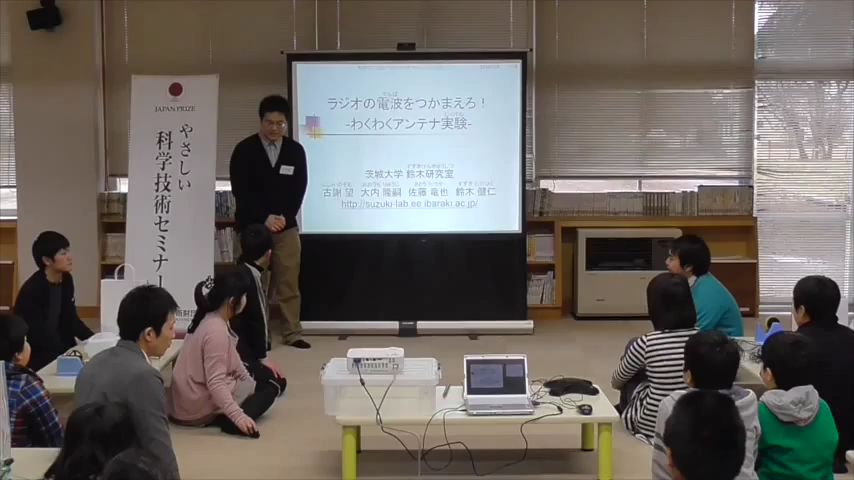 JAPAN PRIZE
やさしい
科学技術セミナー
術財団
ラジオの電波をつかまえろ！
-わくわくアンテナ実験-
茨城大学 鈴木研究室
古謝 望 大内 隆嗣 佐藤 竜也 鈴木 健仁
http://suzuki-lab.ee.ibaraki.ac.jp/